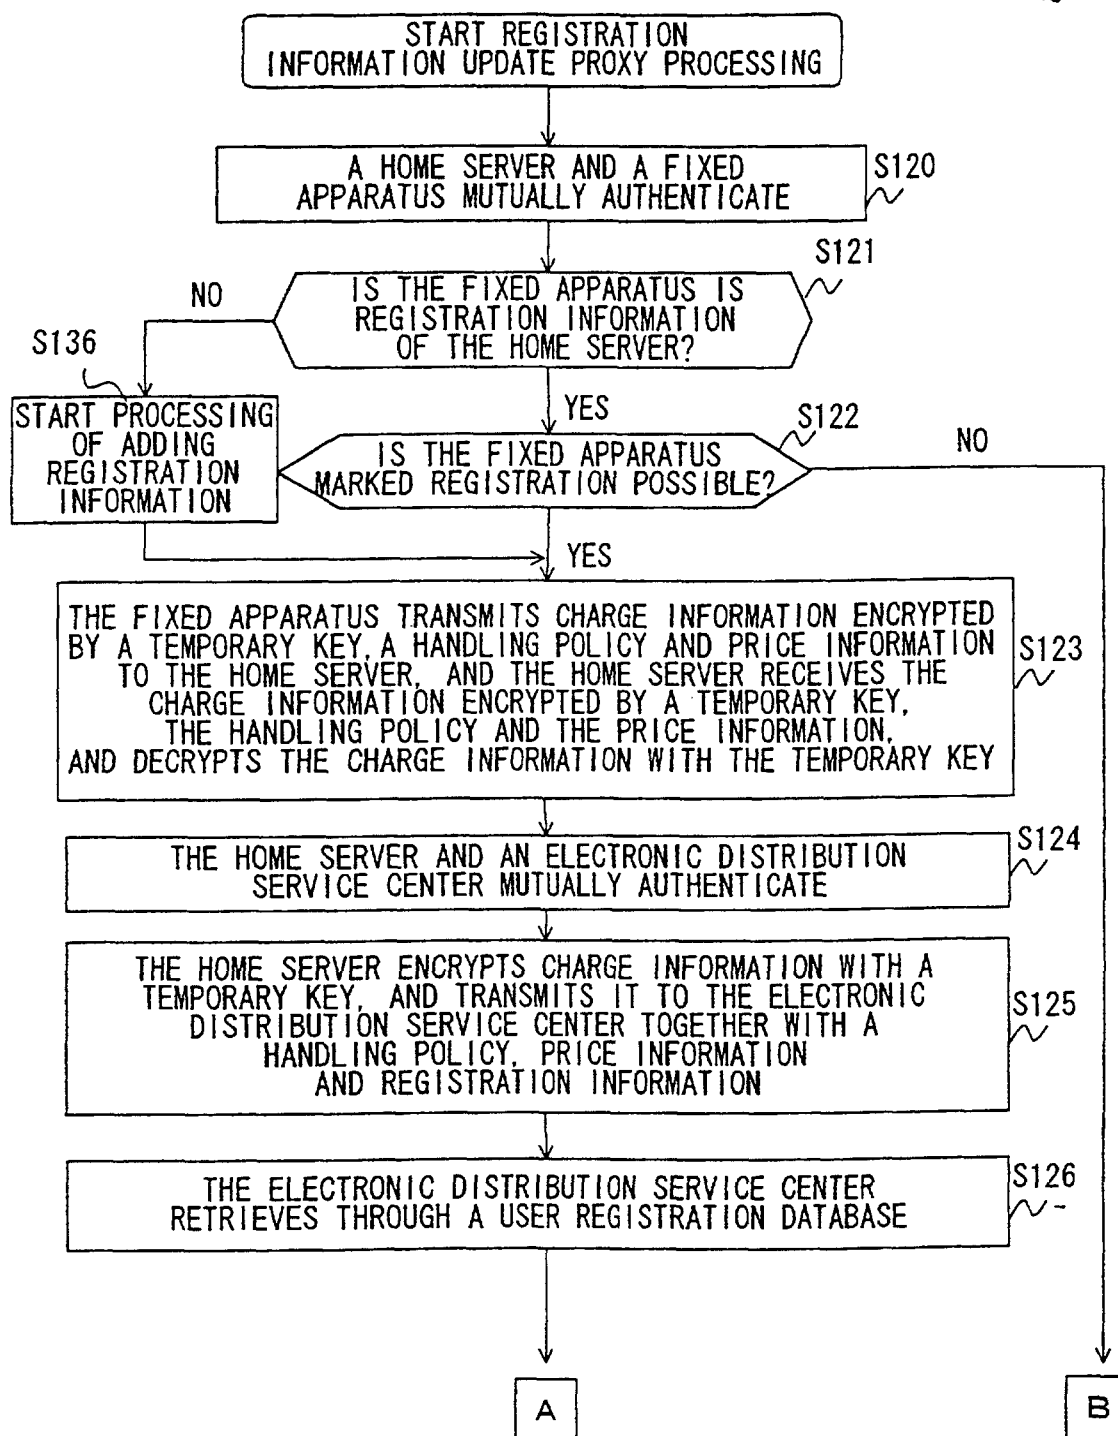 START REGISTRATION
INFORMATION UPDATE PROXY PROCESSING
A HOME SERVER AND A FIXED
APPARATUS MUTUALLY AUTHENTICATE
S120
S121
NO
IS THE FIXED APPARATUS IS
REGISTRATION INFORMATION
OF THE HOME SERVER?
S136
START PROCESSING
OF ADDING
REGISTRATION
INFORMATION
YES
S122
IS THE FIXED APPARATUS
MARKED REGISTRATION POSSIBLE?
NO
YES
THE FIXED APPARATUS TRANSMITS CHARGE INFORMATION ENCRYPTED
BY A TEMPORARY KEY, A HANDLING POLICY AND PRICE INFORMATION
TO THE HOME SERVER, AND THE HOME SERVER RECEIVES THE
CHARGE INFORMATION ENCRYPTED BY A TEMPORARY KEY,
THE HANDLING POLICY AND THE PRICE INFORMATION,
AND DECRYPTS THE CHARGE INFORMATION WITH THE TEMPORARY KEY
S123
THE HOME SERVER AND AN ELECTRONIC DISTRIBUTION
SERVICE CENTER MUTUALLY AUTHENTICATE
S124
THE HOME SERVER ENCRYPTS CHARGE INFORMATION WITH A
TEMPORARY KEY, AND TRANSMITS IT TO THE ELECTRONIC
DISTRIBUTION SERVICE CENTER TOGETHER WITH A
HANDLING POLICY, PRICE INFORMATION
AND REGISTRATION INFORMATION
S125
THE ELECTRONIC DISTRIBUTION SERVICE CENTER
RETRIEVES THROUGH A USER REGISTRATION DATABASE
S126
A
B